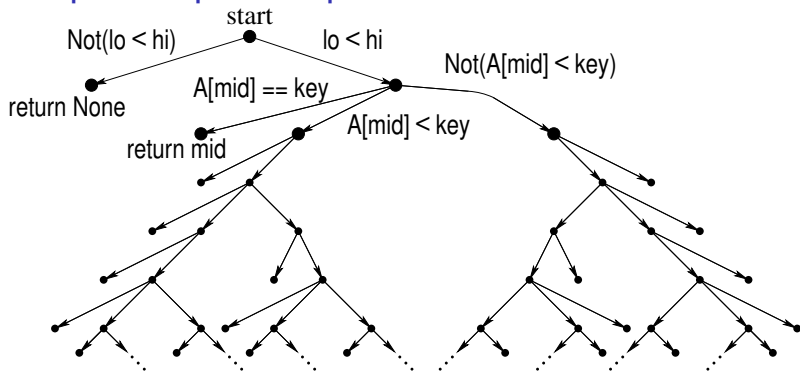 start
Not(lo < hi)
lo < hi
Not(A[mid] < key)
A[mid] == key
return None
A[mid] < key
return mid